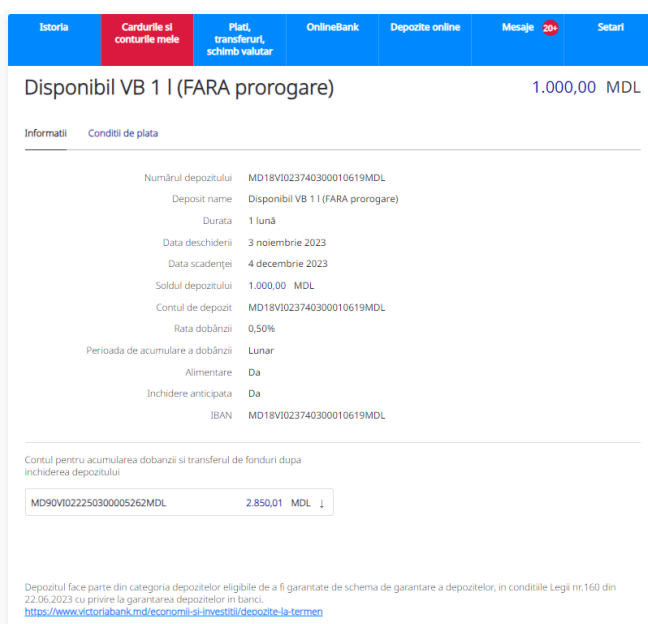 Istoria
Cardurile si
conturile mele
Plati,
transferuri,
schimb valutar
OnlineBank
Depozite online
Mesaje 20+
Setari
Disponibil VB 1 l (FARA prorogare) 1.000,00 MDL
Informatii Conditii de plata
Numărul depozitului MD18VI023740300010619MDL
Deposit name Disponibil VB 1 l (FARA prorogare)
Durata 1 lună
Data deschiderii 3 noiembrie 2023
Data scadenței 4 decembrie 2023
Soldul depozitului 1.000,00 MDL
Contul de depozit MD18VI023740300010619MDL
Rata dobânzii 0,50%
Perioada de acumulare a dobânzii Lunar
Alimentare Da
Inchidere anticipata Da
IBAN MD18VI023740300010619MDL
Contul pentru acumularea dobanzii si transferul de fonduri dupa
inchiderea depozitului
MD90VI022250300005262MDL 2.850,01 MDL ↓
Depozitul face parte din categoria depozitelor eligibile de a fi garantate de schema de garantare a depozitelor, in conditiile Legii nr.160 din
22.06.2023 cu privire la garantarea depozitelor in banci.
https://www.victoriabank.md/economii-si-investitii/depozite-la-termen